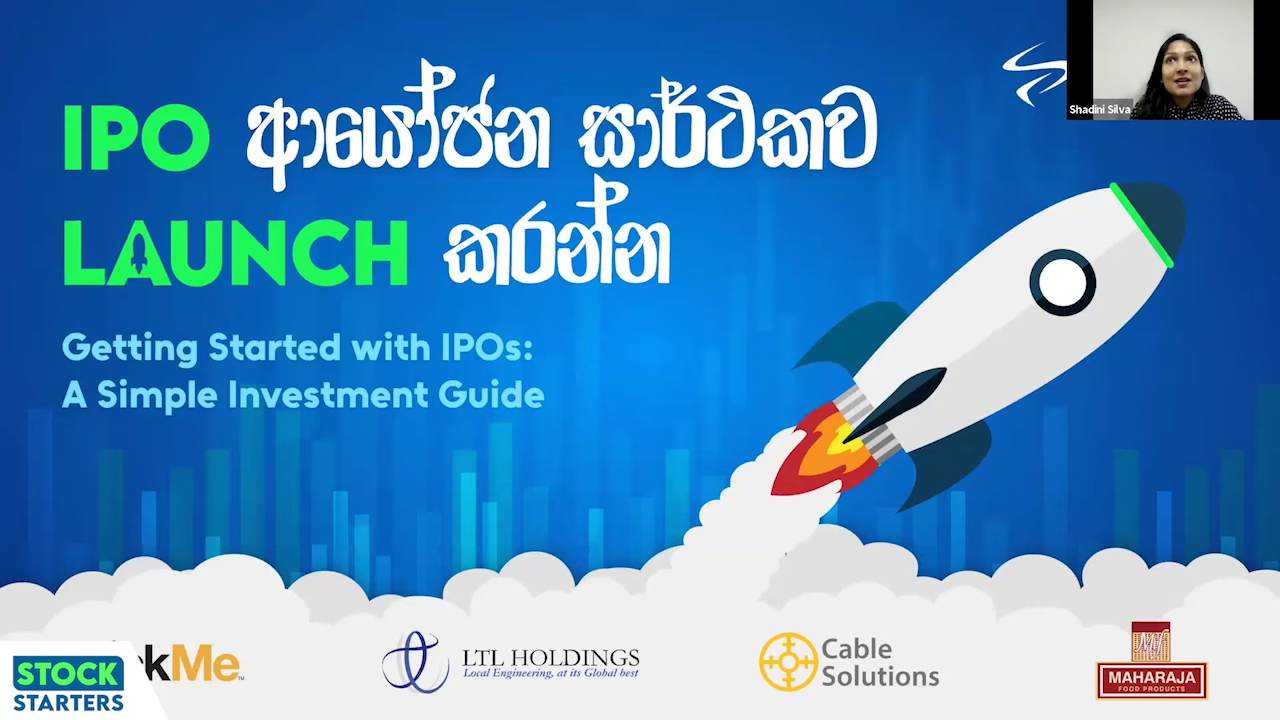 IPO ආයෝජන සාර්ථකව
LAUNCH කරන්න
Getting Started with IPOs:
A Simple Investment Guide
Shadini Silva
kMe
LTL HOLDINGS
Local Engineering, at its Global best
Cable
Solutions
MAHARAJA
FOOD PRODUCTS
STOCK
STARTERS